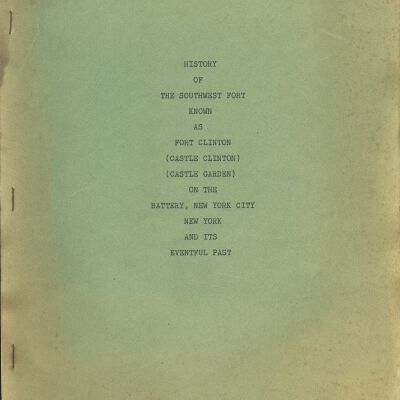 HISTORY
OF
THE SOUTHWEST FORT
KNOWN
AS
FORT CLINTON
(CASTLE CLINTON)
(CASTLE GARDEN)
ON THE
BATTERY, NEW YORK CITY
NEW YORK
AND ITS
EVENTFUL PAST